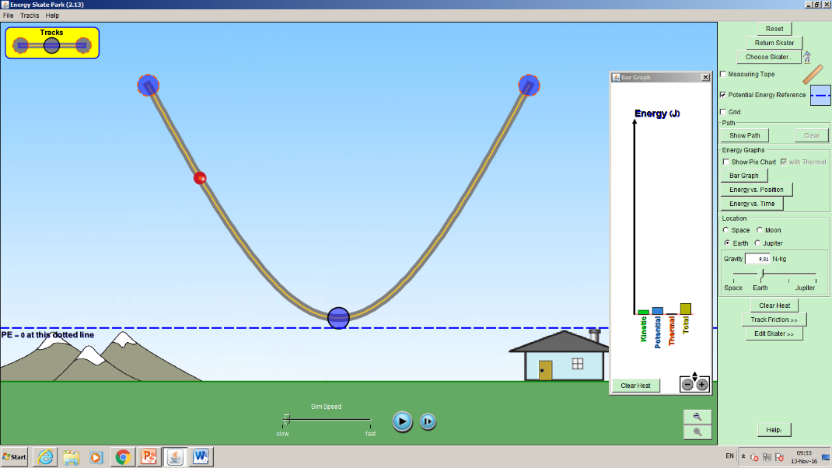 Energy Skate Park (2.13)
File Tracks Help
Tracks
PE = 0 at this dotted line
Bar Graph
Energy (J)
Kinetic
Potential
Thermal
Total
Clear Heat
Sim Speed
slow
fast
Reset
Return Skater
Choose Skater...
Measuring Tape
Potential Energy Reference
Grid
Path
Show Path Clear
Energy Graphs
Show Pie Chart with Thermal
Bar Graph
Energy vs. Position
Energy vs. Time
Location
Space Moon
Earth Jupiter
Gravity 9.81 N/kg
Space Earth Jupiter
Clear Heat
Track Friction >>
Edit Skater >>
Help!
Start
EN
09:53
13-Nov-16